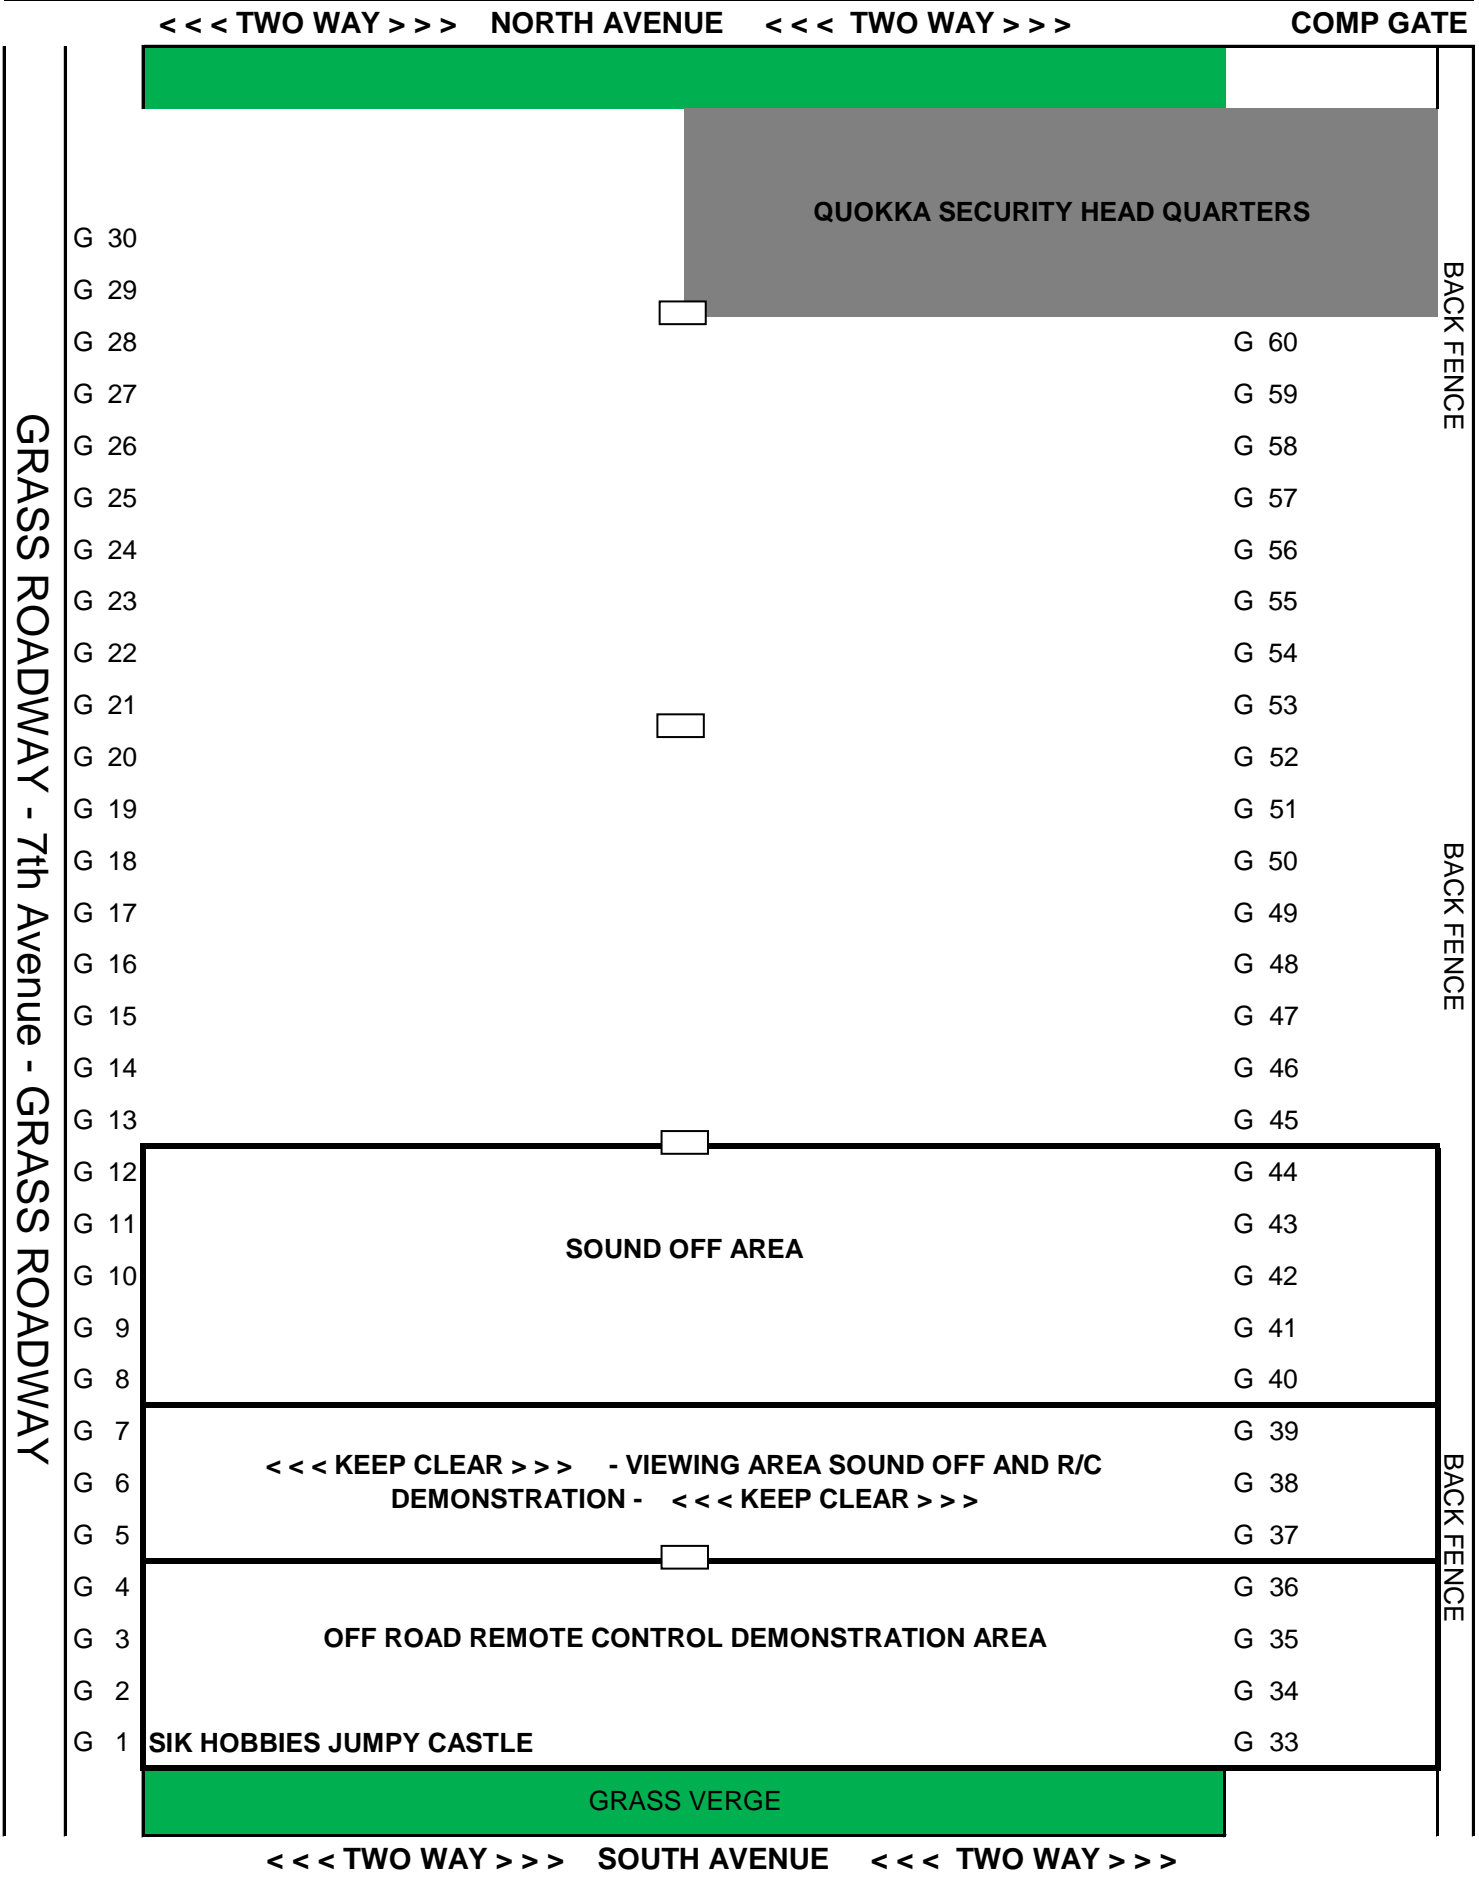 < < < TWO WAY > > > NORTH AVENUE < < < TWO WAY > > > COMP GATE
QUOKKA SECURITY HEAD QUARTERS
G 30
G 29
G 28 G 60
G 27 G 59
G 26 G 58
G 25 G 57
G 24 G 56
G 23 G 55
G 22 G 54
G 21 G 53
G 20 G 52
G 19 G 51
G 18 G 50
G 17 G 49
G 16 G 48
G 15 G 47
G 14 G 46
G 13 G 45
G 12 G 44
G 11 G 43
SOUND OFF AREA
G 10 G 42
G 9 G 41
G 8 G 40
G 7 G 39
< < < KEEP CLEAR > > > - VIEWING AREA SOUND OFF AND R/C
G 6 G 38
DEMONSTRATION - < < < KEEP CLEAR > > >
G 5 G 37
G 4 G 36
G 3 OFF ROAD REMOTE CONTROL DEMONSTRATION AREA G 35
G 2 G 34
G 1 SIK HOBBIES JUMPY CASTLE G 33
GRASS VERGE
< < < TWO WAY > > > SOUTH AVENUE < < < TWO WAY > > >
GRASS ROADWAY - 7th Avenue - GRASS ROADWAY
BACK FENCE
BACK FENCE
BACK FENCE